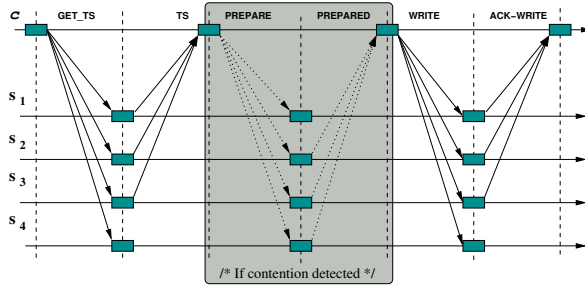 c GET_TS TS PREPARE PREPARED WRITE ACK-WRITE
s 1
s 2
s 3
s 4
/* If contention detected */